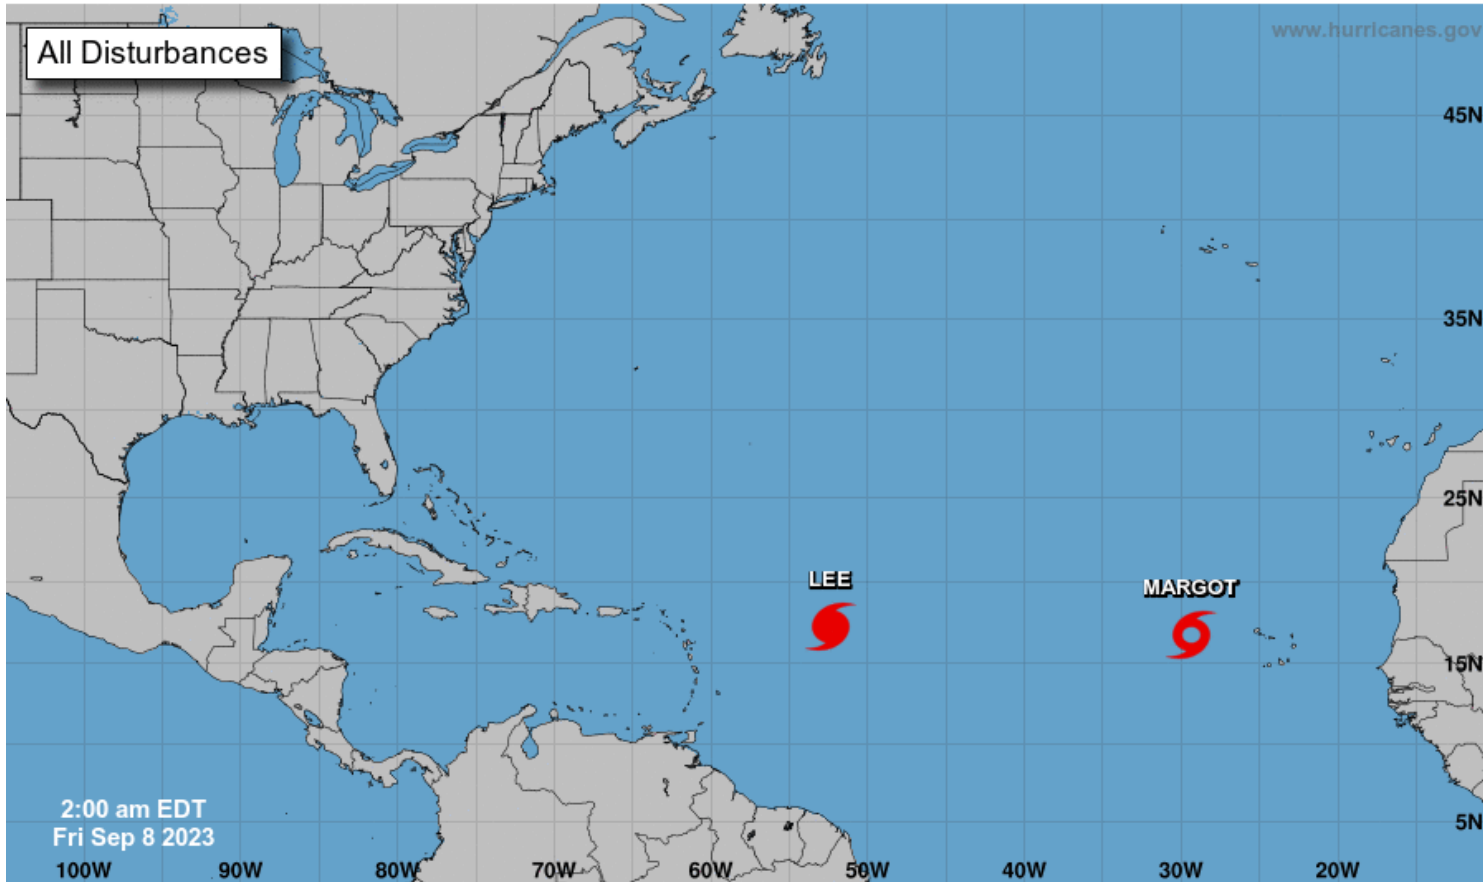 All Disturbances
www.hurricanes.gov
45N
35N
25N
LEE
MARGOT
15N
2:00 am EDT
Fri Sep 8 2023
5N
100W 90W 80W 70W 60W 50W 40W 30W 20W